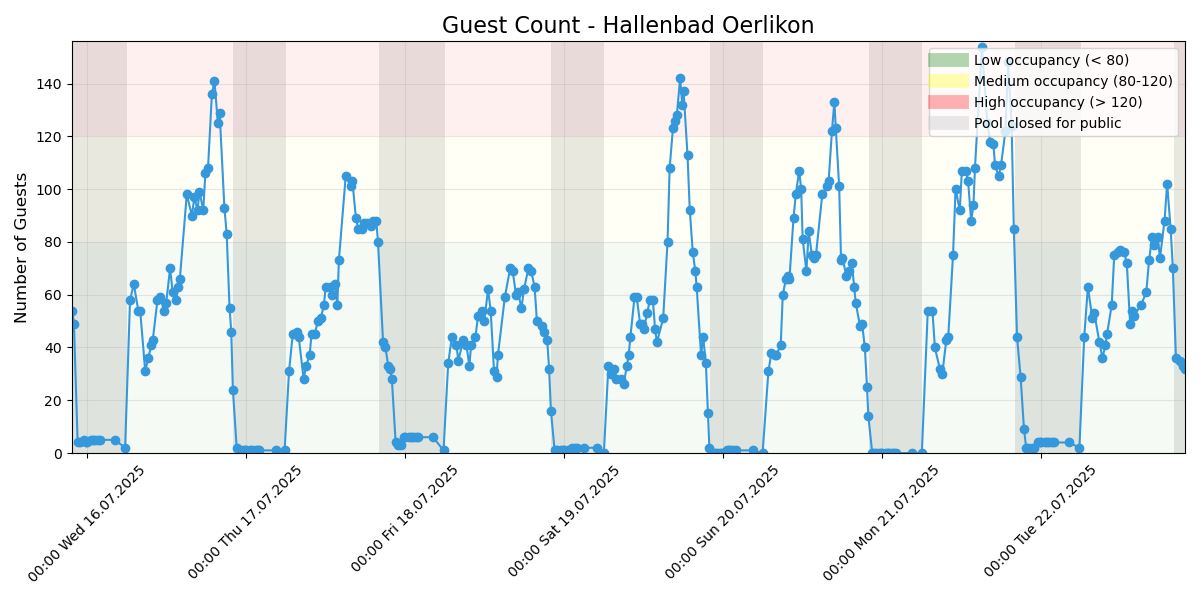 Guest Count - Hallenbad Oerlikon
Number of Guests
140
120
100
80
60
40
20
0
Low occupancy (< 80)
Medium occupancy (80-120)
High occupancy (> 120)
Pool closed for public
00:00 Wed 16.07.2025
00:00 Thu 17.07.2025
00:00 Fri 18.07.2025
00:00 Sat 19.07.2025
00:00 Sun 20.07.2025
00:00 Mon 21.07.2025
00:00 Tue 22.07.2025